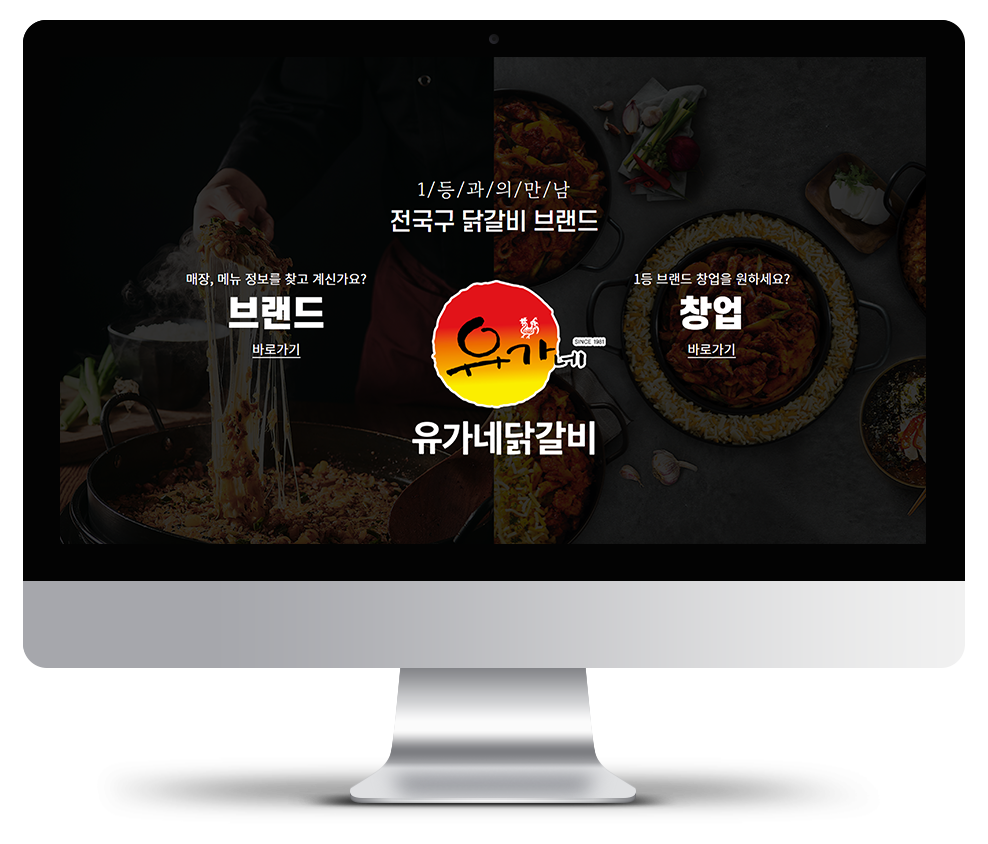 1/등/과/의/만/남
전국구 닭갈비 브랜드
매장, 메뉴 정보를 찾고 계신가요?
브랜드
바로가기
유가네
SINCE 1981
유가네닭갈비
1등 브랜드 창업을 원하세요?
창업
바로가기